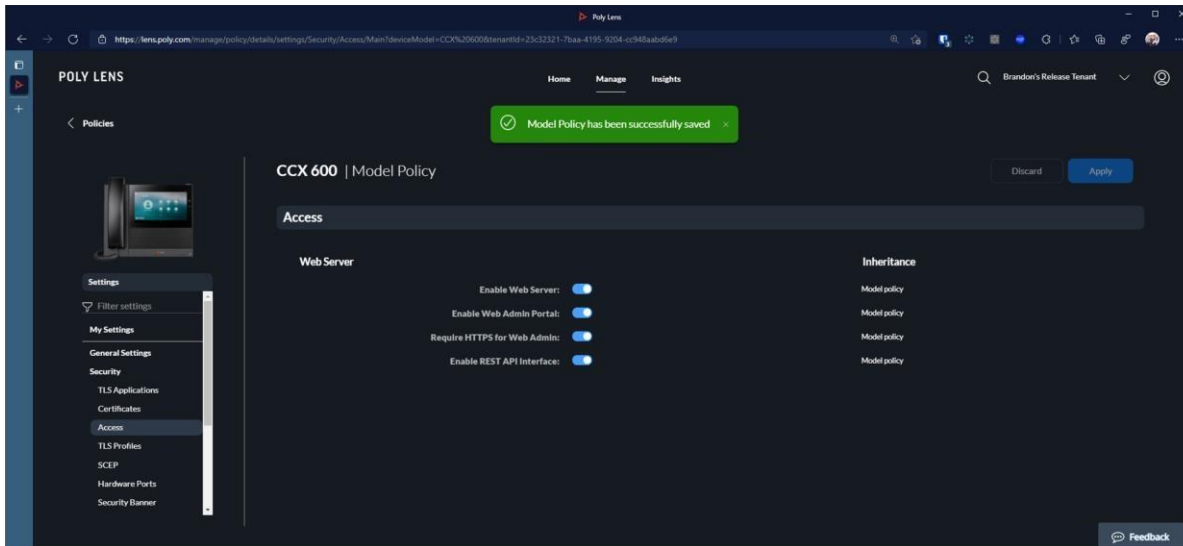 Poly Lens
https://lens.poly.com/manage/policy/details/settings/Security/Access/Main?deviceModel=CCX%20600&tenantId=23c32321-7baa-4195-9204-cc948aabd6e9
POLY LENS
Home Manage Insights
Brandon's Release Tenant
Policies
Model Policy has been successfully saved
CCX 600 | Model Policy
Discard Apply
Access
Web Server Inheritance
Enable Web Server: Model policy
Enable Web Admin Portal: Model policy
Require HTTPS for Web Admin: Model policy
Enable REST API Interface: Model policy
Settings
Filter settings
My Settings
General Settings
Security
TLS Applications
Certificates
Access
TLS Profiles
SCEP
Hardware Ports
Security Banner
Feedback